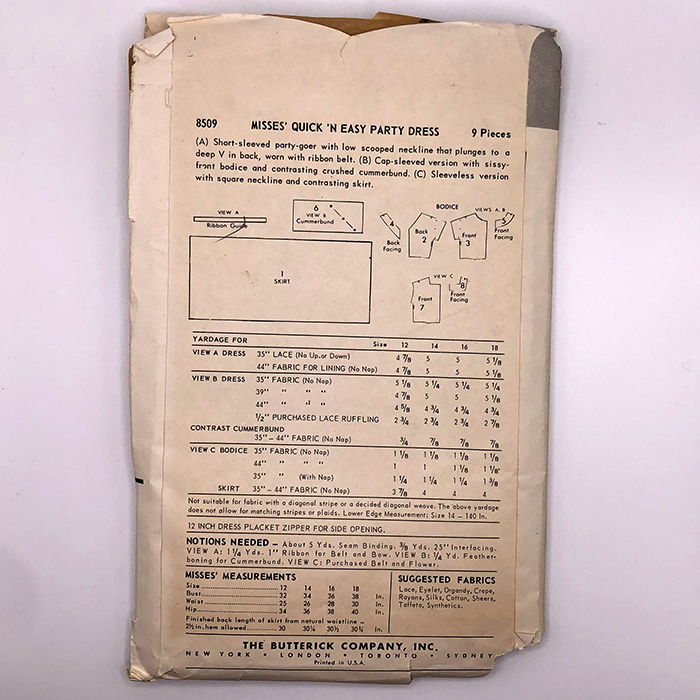 8509 MISSES' QUICK 'N EASY PARTY DRESS 9 Pieces
(A) Short-sleeved party-goer with low scooped neckline that plunges to a
deep V in back, worn with ribbon belt. (B) Cap-sleeved version with sissy-
front bodice and contrasting crushed cummerbund. (C) Sleeveless version
with square neckline and contrasting skirt.
VIEW A
Ribbon Guide
6
VIEW B
Cummerbund
BODICE
VIEWS A, B
4
Back
Facing
Back
2
Front
3
5
Front
Facing
1
SKIRT
VIEW C
Front
7
8
Front
Facing
YARDAGE FOR Size 12 14 16 18
VIEW A DRESS 35" LACE (No Up or Down) 4 7/8 5 5 5 1/8
44" FABRIC FOR LINING (No Nap) 4 7/8 5 5 5 1/8
VIEW B DRESS 35" FABRIC (No Nap) 5 1/8 5 1/4 5 1/4 5 1/4
39" " " " 4 7/8 5 5 5 1/8
44" " " " 4 5/8 4 3/4 4 3/4 4 3/4
1/2" PURCHASED LACE RUFFLING 2 3/4 2 3/4 2 3/4 2 7/8
CONTRAST CUMMERBUND
35" – 44" FABRIC (No Nap) 3/4 7/8 7/8 7/8
VIEW C BODICE 35" FABRIC (No Nap) 1 1/8 1 1/8 1 1/8 1 1/8
44" " " " 1 1 1 1/8 1 1/8
35" " (With Nap) 1 1/4 1 1/4 1 1/4 1 3/8
SKIRT 35" – 44" FABRIC (No Nap) 3 7/8 4 4 4
Not suitable for fabric with a diagonal stripe or a decided diagonal weave. The above yardage
does not allow for matching stripes or plaids. Lower Edge Measurement: Size 14 – 140 In.
12 INCH DRESS PLACKET ZIPPER FOR SIDE OPENING.
NOTIONS NEEDED – About 5 Yds. Seam Binding. 3/8 Yds. 25" Interfacing.
VIEW A: 1 1/4 Yds. 1" Ribbon for Belt and Bow. VIEW B: 1/4 Yd. Feather-
boning for Cummerbund. VIEW C: Purchased Belt and Flower.
MISSES' MEASUREMENTS
Size 12 14 16 18
Bust 32 34 36 38 In.
Waist 25 26 28 30 In.
Hip 34 36 38 40 In.
Finished back length of skirt from natural waistline –
2½ in. hem allowed 30 30¼ 30½ 30¾ In.
SUGGESTED FABRICS
Lace, Eyelet, Organdy, Crepe,
Rayons, Silks, Cotton, Sheers,
Taffeta, Synthetics.
THE BUTTERICK COMPANY, INC.
NEW YORK • LONDON • TORONTO • SYDNEY
Printed in U.S.A.